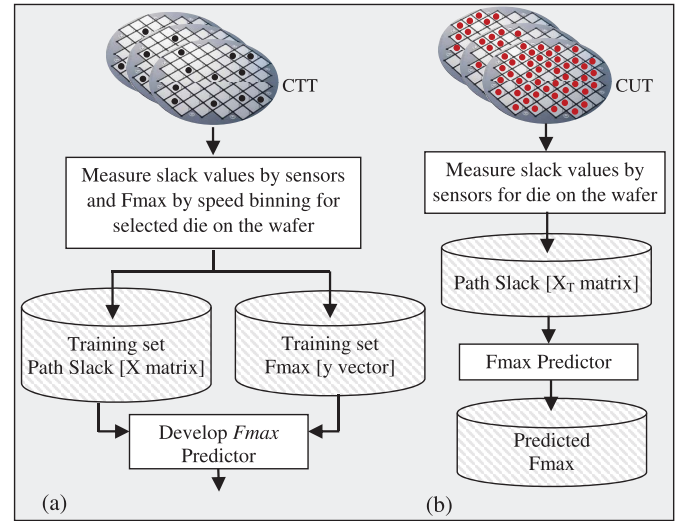 CTT
Measure slack values by sensors
and Fmax by speed binning for
selected die on the wafer
Training set
Path Slack [X matrix]
Training set
Fmax [y vector]
Develop Fmax
Predictor
(a)
CUT
Measure slack values by
sensors for die on the wafer
Path Slack [X_T matrix]
Fmax Predictor
Predicted
Fmax
(b)